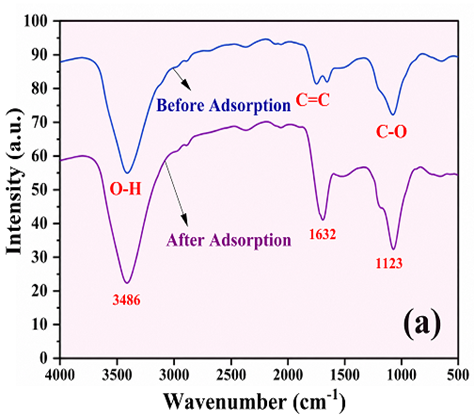 100
90
80
70
60
50
40
30
20
10
0
Intensity (a.u.)
C=C
Before Adsorption
C-O
O-H
After Adsorption
1632
1123
3486
(a)
4000 3500 3000 2500 2000 1500 1000 500
Wavenumber (cm-1)